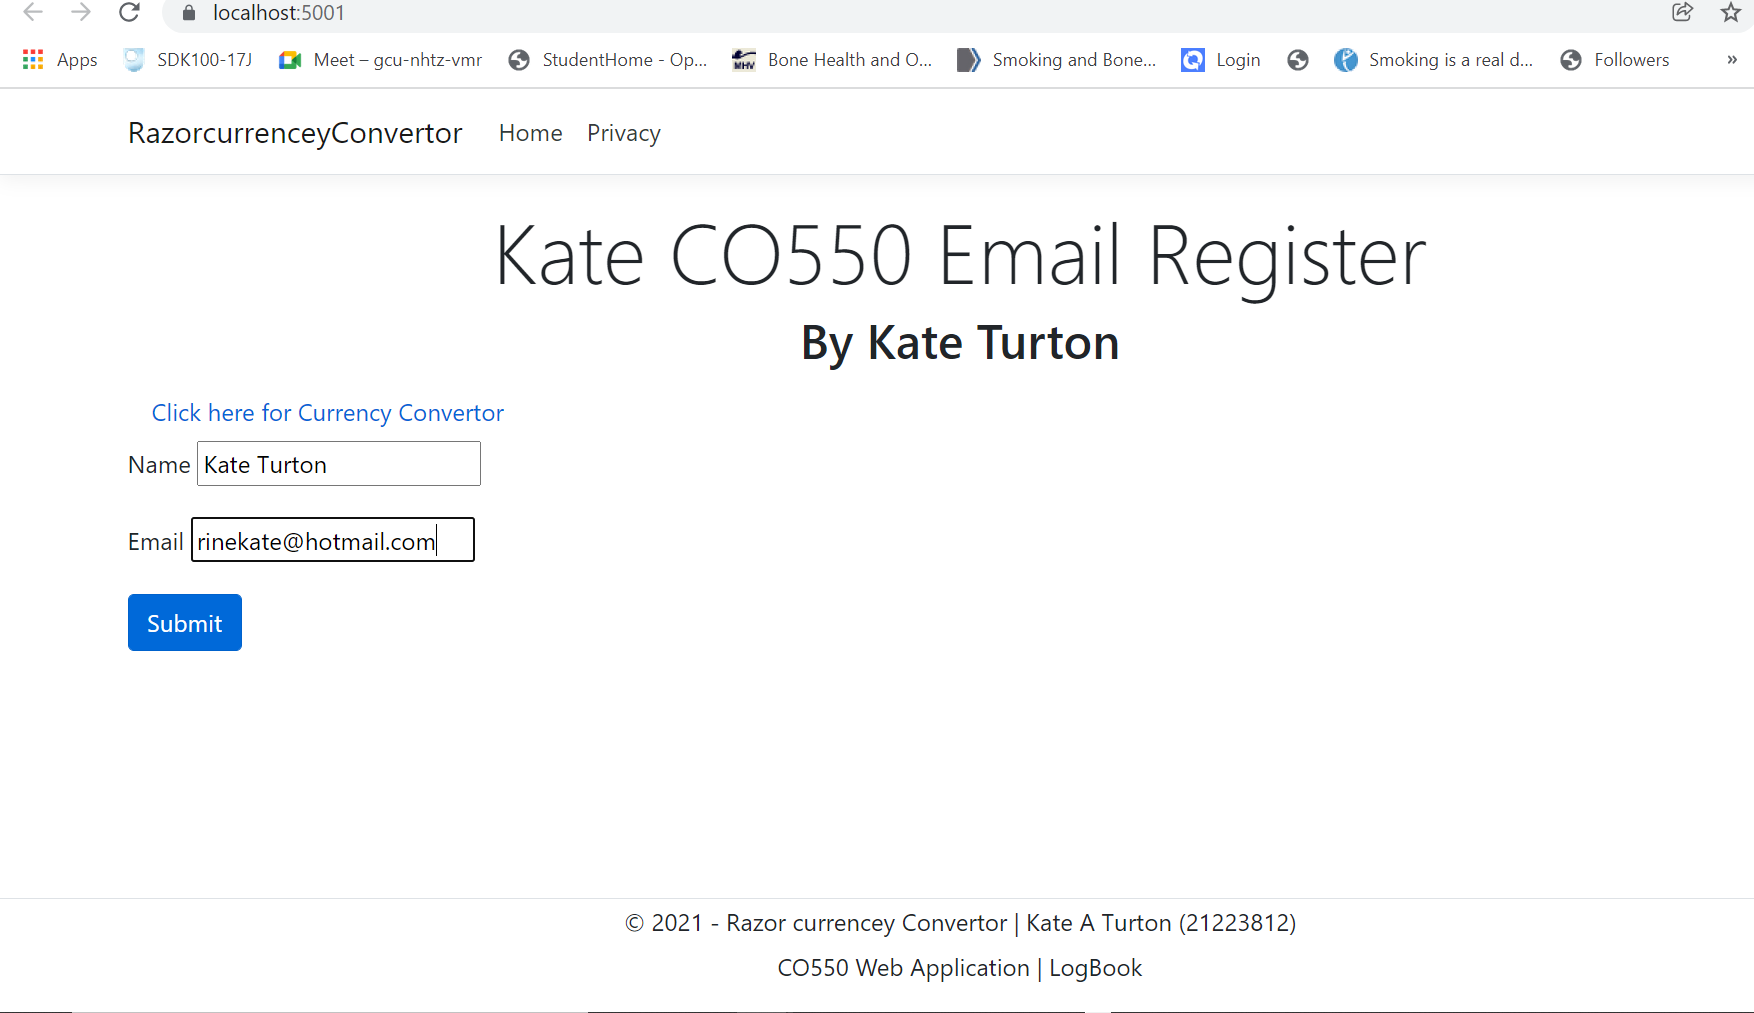 localhost:5001
Apps SDK100-17J Meet – gcu-nhtz-vmr StudentHome - Op... MHV Bone Health and O... Smoking and Bone... Login Smoking is a real d... Followers »
RazorcurrenceyConvertor Home Privacy
Kate CO550 Email Register
By Kate Turton
Click here for Currency Convertor
Name Kate Turton
Email rinekate@hotmail.com
Submit
© 2021 - Razor currencey Convertor | Kate A Turton (21223812)
CO550 Web Application | LogBook